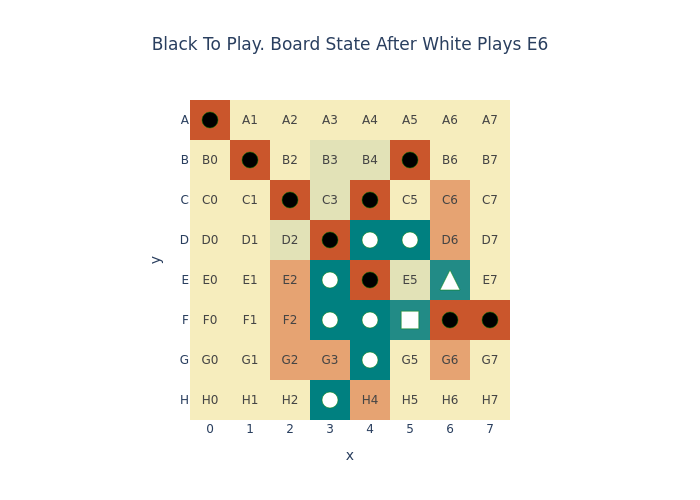 Black To Play. Board State After White Plays E6
A A1 A2 A3 A4 A5 A6 A7
B B0 B2 B3 B4 B6 B7
C C0 C1 C3 C5 C6 C7
D D0 D1 D2 D6 D7
E E0 E1 E2 E5 E7
F F0 F1 F2
G G0 G1 G2 G3 G5 G6 G7
H H0 H1 H2 H4 H5 H6 H7
0 1 2 3 4 5 6 7
x
y